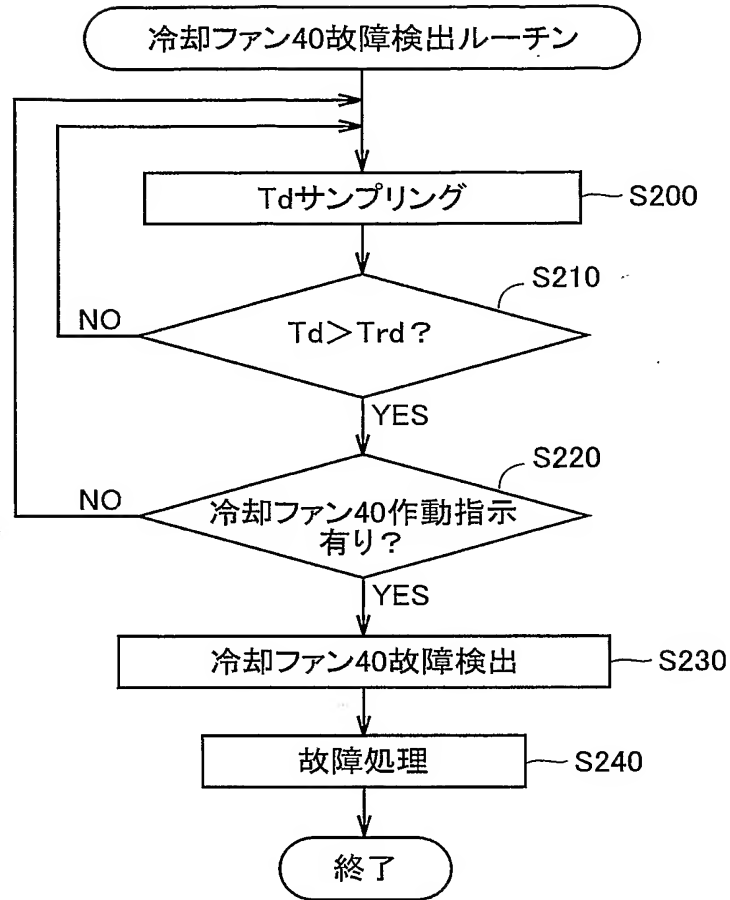 冷却ファン40故障検出ルーチン
Tdサンプリング
S200
S210
Td>Trd?
NO
YES
S220
冷却ファン40作動指示
有り?
NO
YES
冷却ファン40故障検出
S230
故障処理
S240
終了